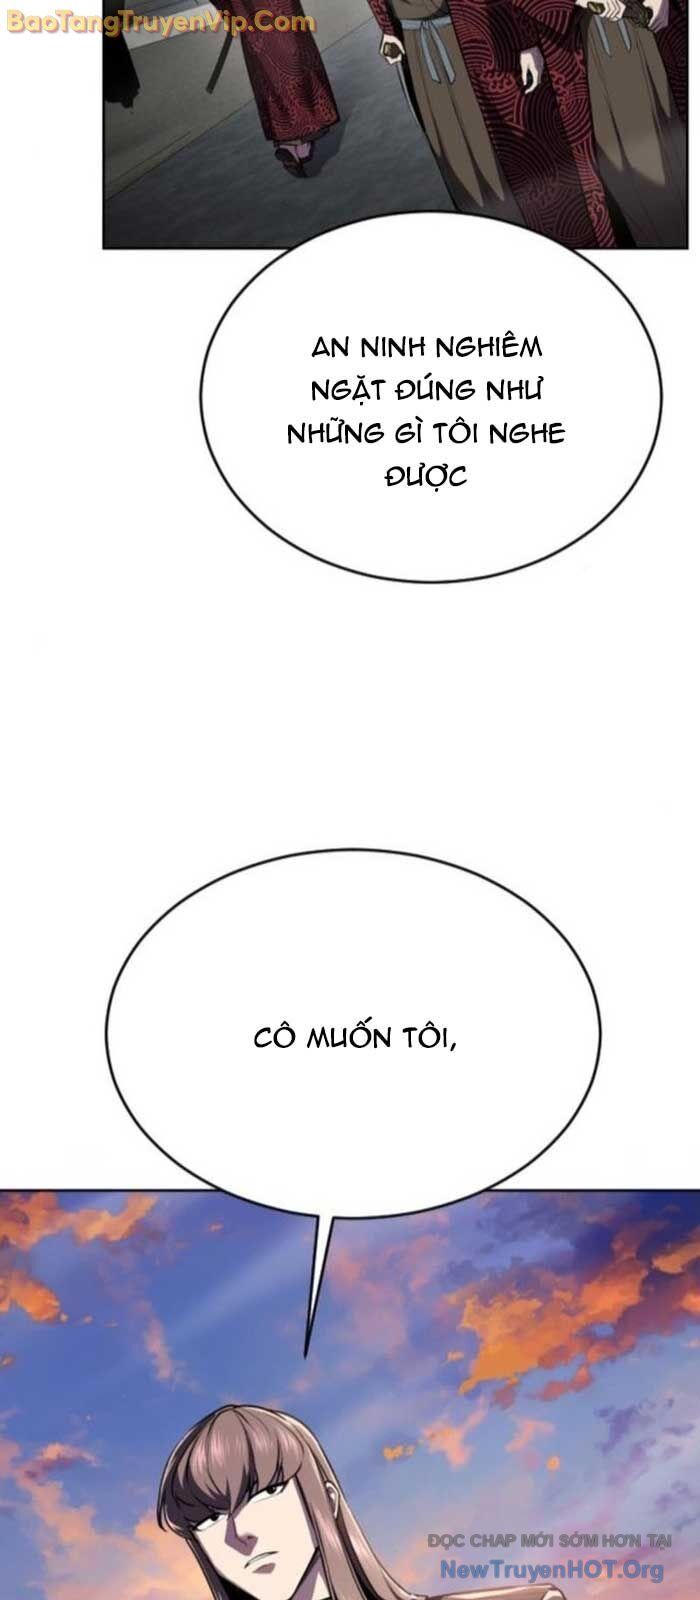 BaoTangTruyenVip.Com
AN NINH NGHIÊM
NGẶT ĐÚNG NHƯ
NHỮNG GÌ TÔI NGHE
ĐƯỢC
CÔ MUỐN TÔI,
ĐỌC CHAP MỚI SỚM HƠN TẠI
NewTruyenHOT.Org